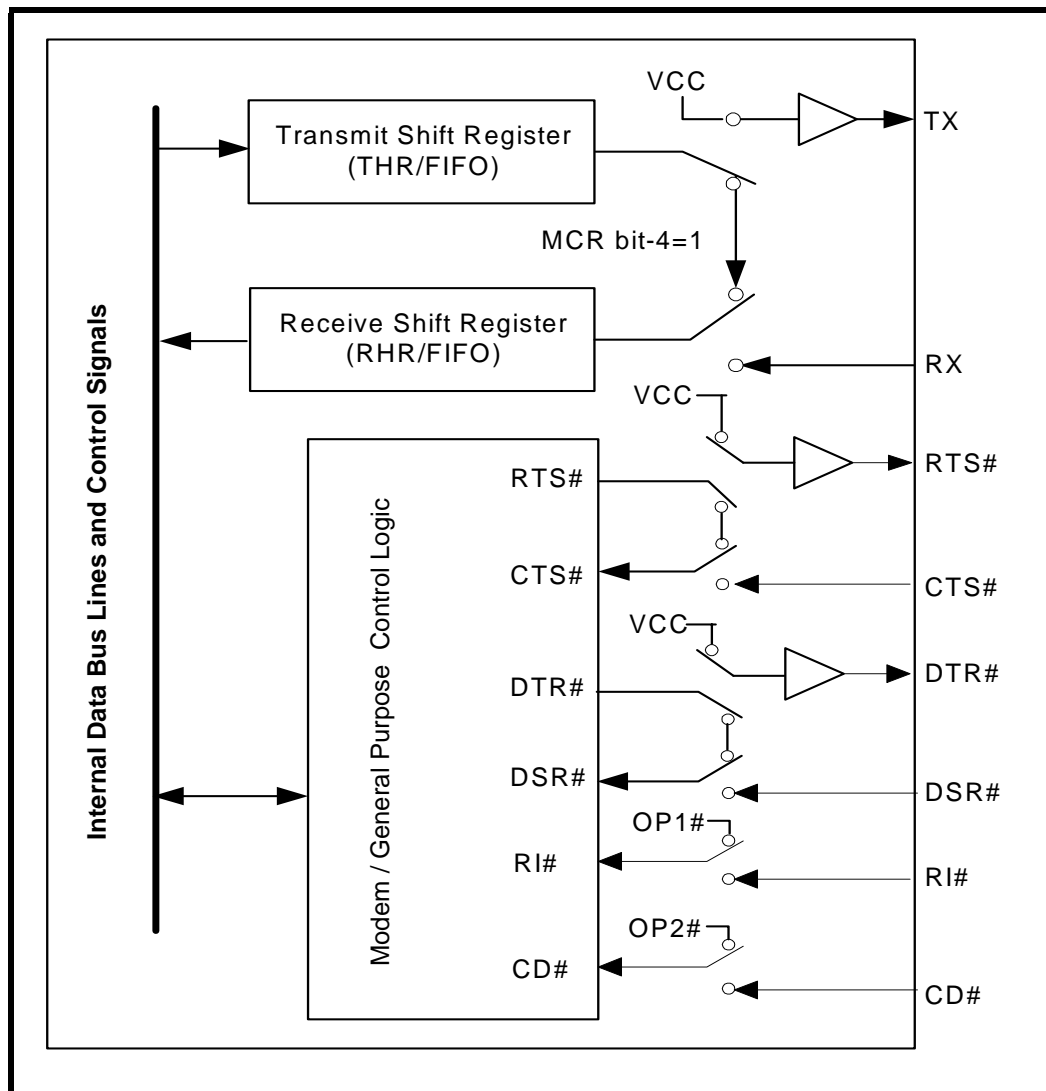 VCC
TX
Transmit Shift Register
(THR/FIFO)
MCR bit-4=1
Receive Shift Register
(RHR/FIFO)
RX
VCC
RTS#
RTS#
CTS#
CTS#
VCC
DTR#
DTR#
DSR#
DSR#
OP1#
RI#
RI#
OP2#
CD#
CD#
Internal Data Bus Lines and Control Signals
Modem / General Purpose Control Logic